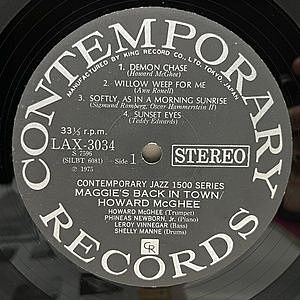 CONTEMPORARY
RECORDS
MANUFACTURED BY KING RECORD CO., LTD. TOKYO, JAPAN
1. DEMON CHASE
(Howard McGhee)
2. WILLOW WEEP FOR ME
(Ann Ronell)
3. SOFTLY, AS IN A MORNING SUNRISE
(Sigmund Romberg; Oscar Hammerstein II)
4. SUNSET EYES
(Teddy Edwards)
33⅓ r.p.m.
LAX-3034
S 7596
(SILBT 6081) Side 1
STEREO
℗ 1975
CONTEMPORARY JAZZ 1500 SERIES
MAGGIE'S BACK IN TOWN/
HOWARD McGHEE
HOWARD McGHEE (Trumpet)
PHINEAS NEWBORN, Jr. (Piano)
LEROY VINNEGAR (Bass)
SHELLY MANNE (Drums)
CR